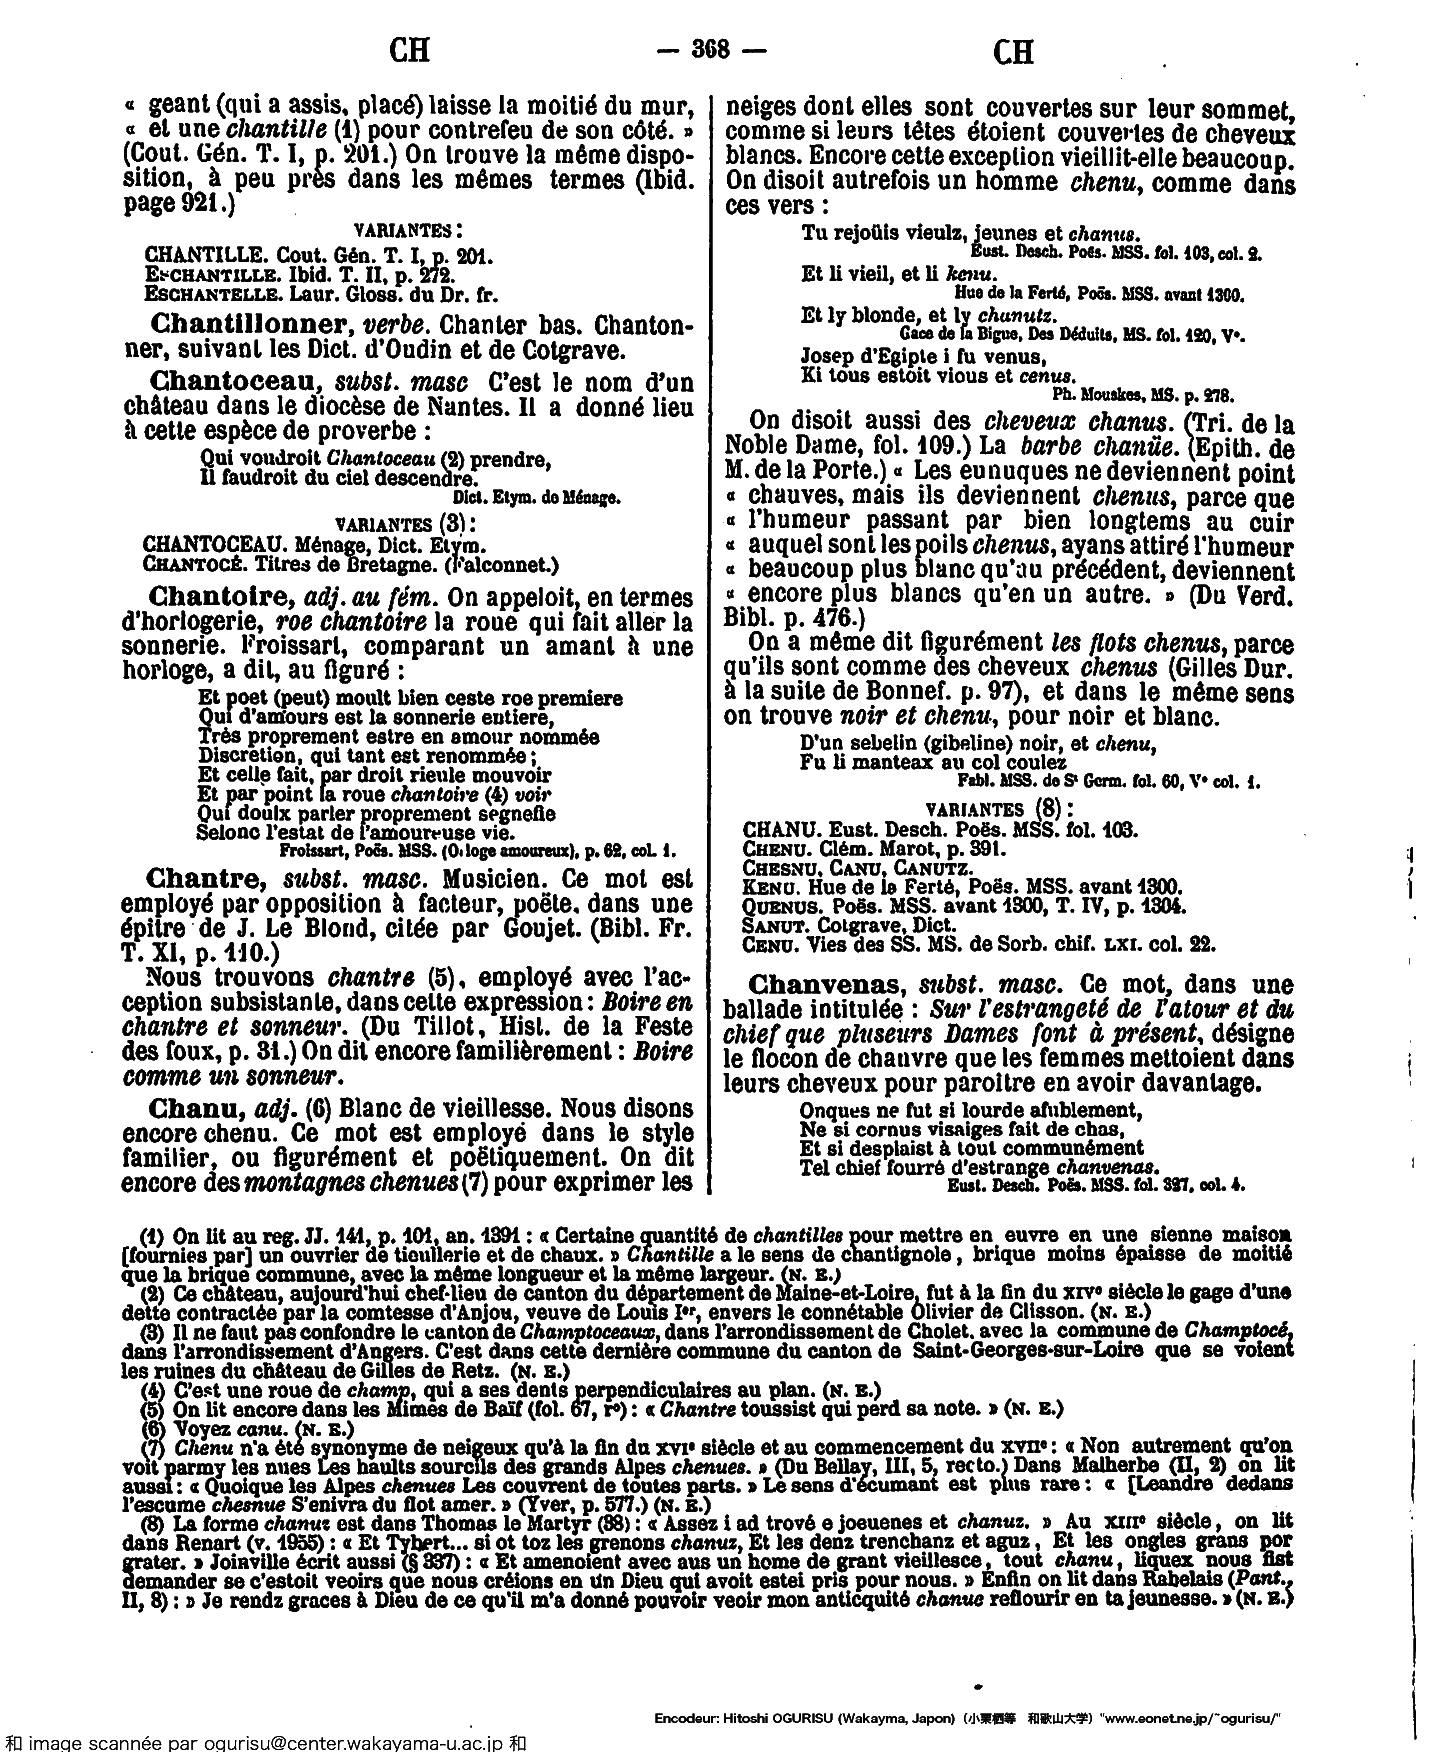 CH — 368 — CH
« geant (qui a assis, placé) laisse la moitié du mur,
« et une chantille (1) pour contrefeu de son côté. »
(Cout. Gén. T. I, p. 201.) On trouve la même dispo-
sition, à peu près dans les mêmes termes (Ibid.
page 921.)
VARIANTES :
CHANTILLE. Cout. Gén. T. I, p. 201.
ESCHANTILLE. Ibid. T. II, p. 272.
ESCHANTELLE. Laur. Gloss. du Dr. fr.
Chantillonner, verbe. Chanter bas. Chanton-
ner, suivant les Dict. d'Oudin et de Cotgrave.
Chantoceau, subst. masc C'est le nom d'un
château dans le diocèse de Nantes. Il a donné lieu
à cette espèce de proverbe :
Qui voudroit Chantoceau (2) prendre,
Il faudroit du ciel descendre.
Dict. Etym. de Ménage.
VARIANTES (3) :
CHANTOCEAU. Ménage, Dict. Etym.
CHANTOCÉ. Titres de Bretagne. (Falconnet.)
Chantoire, adj. au fém. On appeloit, en termes
d'horlogerie, roe chantoire la roue qui fait aller la
sonnerie. Froissart, comparant un amant à une
horloge, a dit, au figuré :
Et poet (peut) moult bien ceste roe premiere
Qui d'amours est la sonnerie entiere,
Très proprement estre en amour nommée
Discretion, qui tant est renommée ;
Et celle fait, par droit rieule mouvoir
Et par point la roue chantoire (4) voir
Qui doulx parler proprement segnefie
Selonc l'estat de l'amoureuse vie.
Froissart, Poës. MSS. (Orloge amoureux), p. 62, col. 1.
Chantre, subst. masc. Musicien. Ce mot est
employé par opposition à facteur, poëte, dans une
épitre de J. Le Blond, citée par Goujet. (Bibl. Fr.
T. XI, p. 110.)
Nous trouvons chantre (5), employé avec l'ac-
ception subsistante, dans cette expression : Boire en
chantre et sonneur. (Du Tillot, Hist. de la Feste
des foux, p. 31.) On dit encore familièrement : Boire
comme un sonneur.
Chanu, adj. (6) Blanc de vieillesse. Nous disons
encore chenu. Ce mot est employé dans le style
familier, ou figurément et poëtiquement. On dit
encore des montagnes chenues (7) pour exprimer les
neiges dont elles sont couvertes sur leur sommet,
comme si leurs têtes étoient couvertes de cheveux
blancs. Encore cette exception vieillit-elle beaucoup.
On disoit autrefois un homme chenu, comme dans
ces vers :
Tu rejoüis vieulz, jeunes et chanus.
Eust. Desch. Poës. MSS. fol. 103, col. 2.
Et li vieil, et li kenu.
Hue de la Ferté, Poës. MSS. avant 1300.
Et ly blonde, et ly chanutz.
Gace de la Bigue, Des Déduits, MS. fol. 120, Vº.
Josep d'Egipte i fu venus,
Ki tous estoit vious et cenus.
Ph. Mouskes, MS. p. 278.
On disoit aussi des cheveux chanus. (Tri. de la
Noble Dame, fol. 109.) La barbe chanüe. (Epith. de
M. de la Porte.) « Les eunuques ne deviennent point
« chauves, mais ils deviennent chenus, parce que
« l'humeur passant par bien longtems au cuir
« auquel sont les poils chenus, ayans attiré l'humeur
« beaucoup plus blanc qu'au précédent, deviennent
« encore plus blancs qu'en un autre. » (Du Verd.
Bibl. p. 476.)
On a même dit figurément les flots chenus, parce
qu'ils sont comme des cheveux chenus (Gilles Dur.
à la suite de Bonnef. p. 97), et dans le même sens
on trouve noir et chenu, pour noir et blanc.
D'un sebelin (gibeline) noir, et chenu,
Fu li manteax au col coulez
Fabl. MSS. de St Germ. fol. 60, Vº col. 1.
VARIANTES (8) :
CHANU. Eust. Desch. Poës. MSS. fol. 103.
CHENU. Clém. Marot, p. 391.
CHESNU, CANU, CANUTZ.
KENU. Hue de la Ferté, Poës. MSS. avant 1300.
QUENUS. Poës. MSS. avant 1300, T. IV, p. 1304.
SANUT. Cotgrave, Dict.
CENU. Vies des SS. MS. de Sorb. chif. LXI. col. 22.
Chanvenas, subst. masc. Ce mot, dans une
ballade intitulée : Sur l'estrangeté de l'atour et du
chief que pluseurs Dames font à présent, désigne
le flocon de chanvre que les femmes mettoient dans
leurs cheveux pour paroître en avoir davantage.
Onques ne fut si lourde afublement,
Ne si cornus visaiges fait de chas,
Et si desplaist à tout communément
Tel chief fourré d'estrange chanvenas.
Eust. Desch. Poës. MSS. fol. 327, col. 4.
(1) On lit au reg. JJ. 141, p. 101, an. 1391 : « Certaine quantité de chantilles pour mettre en euvre en une sienne maison
[fournies par] un ouvrier de tieullerie et de chaux. » Chantille a le sens de chantignole, brique moins épaisse de moitié
que la brique commune, avec la même longueur et la même largeur. (N. E.)
(2) Ce château, aujourd'hui chef-lieu de canton du département de Maine-et-Loire, fut à la fin du XIVe siècle le gage d'une
dette contractée par la comtesse d'Anjou, veuve de Louis Ier, envers le connétable Olivier de Clisson. (N. E.)
(3) Il ne faut pas confondre le canton de Champtoceaux, dans l'arrondissement de Cholet, avec la commune de Champtocé,
dans l'arrondissement d'Angers. C'est dans cette dernière commune du canton de Saint-Georges-sur-Loire que se voient
les ruines du château de Gilles de Retz. (N. E.)
(4) C'est une roue de champ, qui a ses dents perpendiculaires au plan. (N. E.)
(5) On lit encore dans les Mimes de Baïf (fol. 67, rº) : « Chantre toussist qui perd sa note. » (N. E.)
(6) Voyez canu. (N. E.)
(7) Chenu n'a été synonyme de neigeux qu'à la fin du XVIe siècle et au commencement du XVIIe : « Non autrement qu'on
voit parmy les nues Les haults sourcils des grands Alpes chenues. » (Du Bellay, III, 5, recto.) Dans Malherbe (II, 2) on lit
aussi : « Quoique les Alpes chenues Les couvrent de toutes parts. » Le sens d'écumant est plus rare : « [Leandre dedans
l'escume chesnue S'enivra du flot amer. » (Yver, p. 577.) (N. E.)
(8) La forme chanuz est dans Thomas le Martyr (38) : « Assez i ad trové e joeuenes et chanuz. » Au XIIIe siècle, on lit
dans Renart (v. 1955) : « Et Tybert... si ot toz les grenons chanuz, Et les denz trenchanz et aguz, Et les ongles grans por
grater. » Joinville écrit aussi (§ 337) : « Et amenoient avec aus un home de grant vieillesce, tout chanu, liquex nous fist
demander se c'estoit veoirs que nous créions en un Dieu qui avoit estei pris pour nous. » Enfin on lit dans Rabelais (Pant.,
II, 8) : » Je rendz graces à Dieu de ce qu'il m'a donné pouvoir veoir mon anticquité chanue reflourir en ta jeunesse. » (N. E.)
Encodeur: Hitoshi OGURISU (Wakayma, Japon) (小栗栖等 和歌山大学) "www.eonet.ne.jp/~ogurisu/"
和 image scannée par ogurisu@center.wakayama-u.ac.jp 和